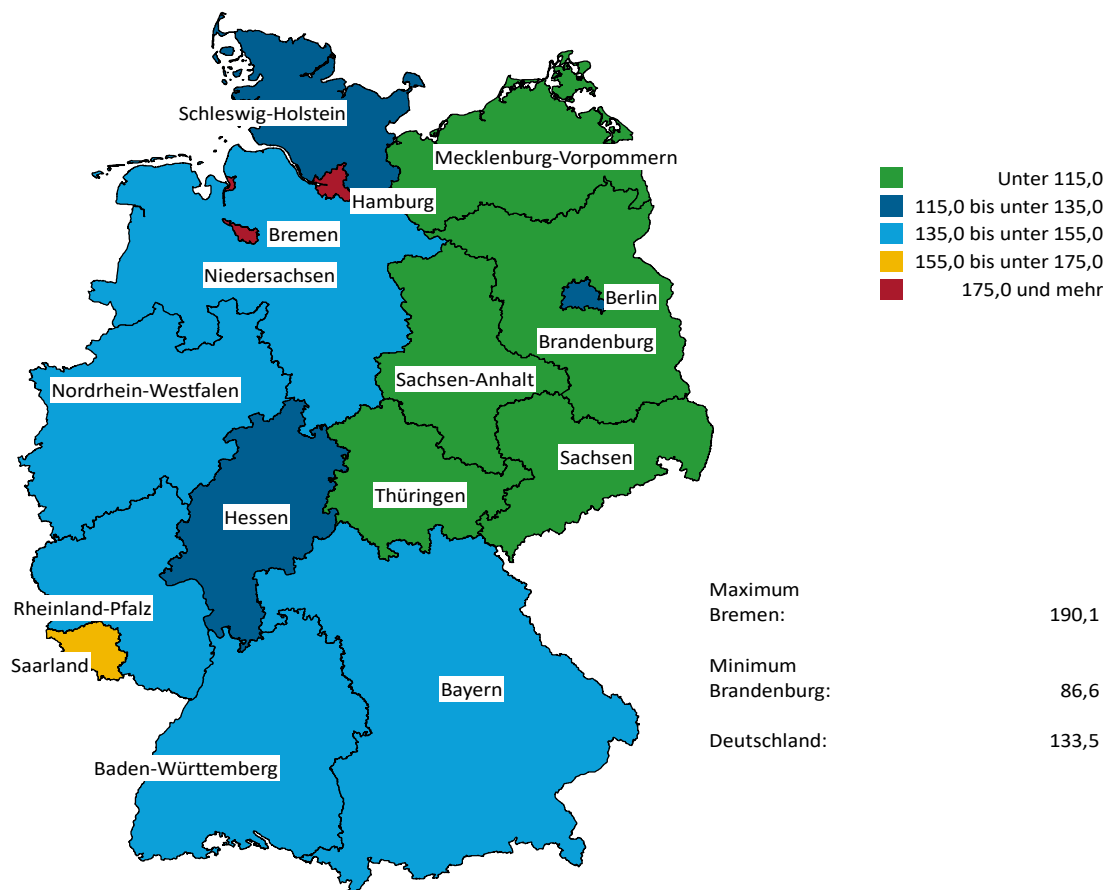 Schleswig-Holstein
Mecklenburg-Vorpommern
Hamburg
Bremen
Niedersachsen
Berlin
Brandenburg
Nordrhein-Westfalen
Sachsen-Anhalt
Sachsen
Thüringen
Hessen
Rheinland-Pfalz
Saarland
Bayern
Baden-Württemberg
Unter 115,0
115,0 bis unter 135,0
135,0 bis unter 155,0
155,0 bis unter 175,0
175,0 und mehr
Maximum
Bremen: 190,1
Minimum
Brandenburg: 86,6
Deutschland: 133,5